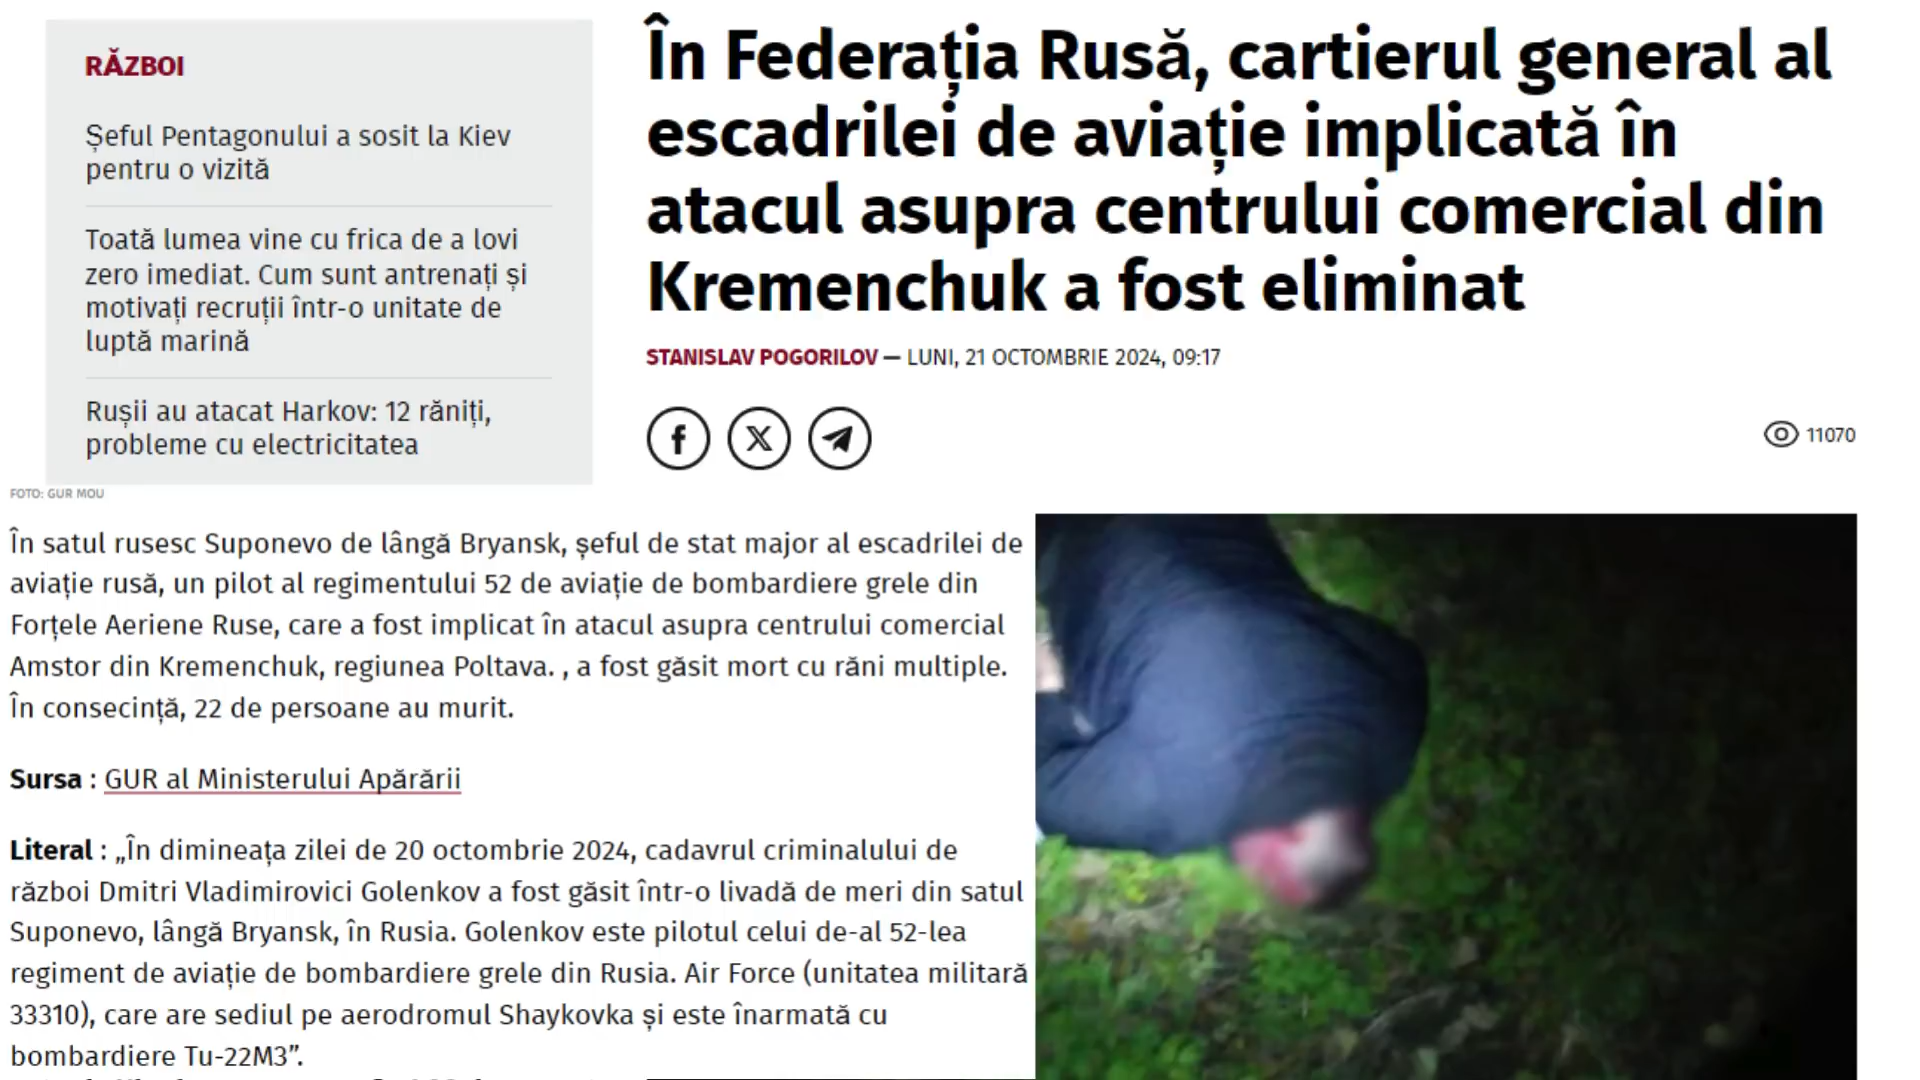 RĂZBOI
Șeful Pentagonului a sosit la Kiev
pentru o vizită
Toată lumea vine cu frica de a lovi
zero imediat. Cum sunt antrenați și
motivați recruții într-o unitate de
luptă marină
Rușii au atacat Harkov: 12 răniți,
probleme cu electricitatea
În Federația Rusă, cartierul general al
escadrilei de aviație implicată în
atacul asupra centrului comercial din
Kremenchuk a fost eliminat
STANISLAV POGORILOV — LUNI, 21 OCTOMBRIE 2024, 09:17
11070
FOTO: GUR MOU
În satul rusesc Suponevo de lângă Bryansk, șeful de stat major al escadrilei de
aviație rusă, un pilot al regimentului 52 de aviație de bombardiere grele din
Forțele Aeriene Ruse, care a fost implicat în atacul asupra centrului comercial
Amstor din Kremenchuk, regiunea Poltava. , a fost găsit mort cu răni multiple.
În consecință, 22 de persoane au murit.
Sursa : GUR al Ministerului Apărării
Literal : „În dimineața zilei de 20 octombrie 2024, cadavrul criminalului de
război Dmitri Vladimirovici Golenkov a fost găsit într-o livadă de meri din satul
Suponevo, lângă Bryansk, în Rusia. Golenkov este pilotul celui de-al 52-lea
regiment de aviație de bombardiere grele din Rusia. Air Force (unitatea militară
33310), care are sediul pe aerodromul Shaykovka și este înarmată cu
bombardiere Tu-22M3”.